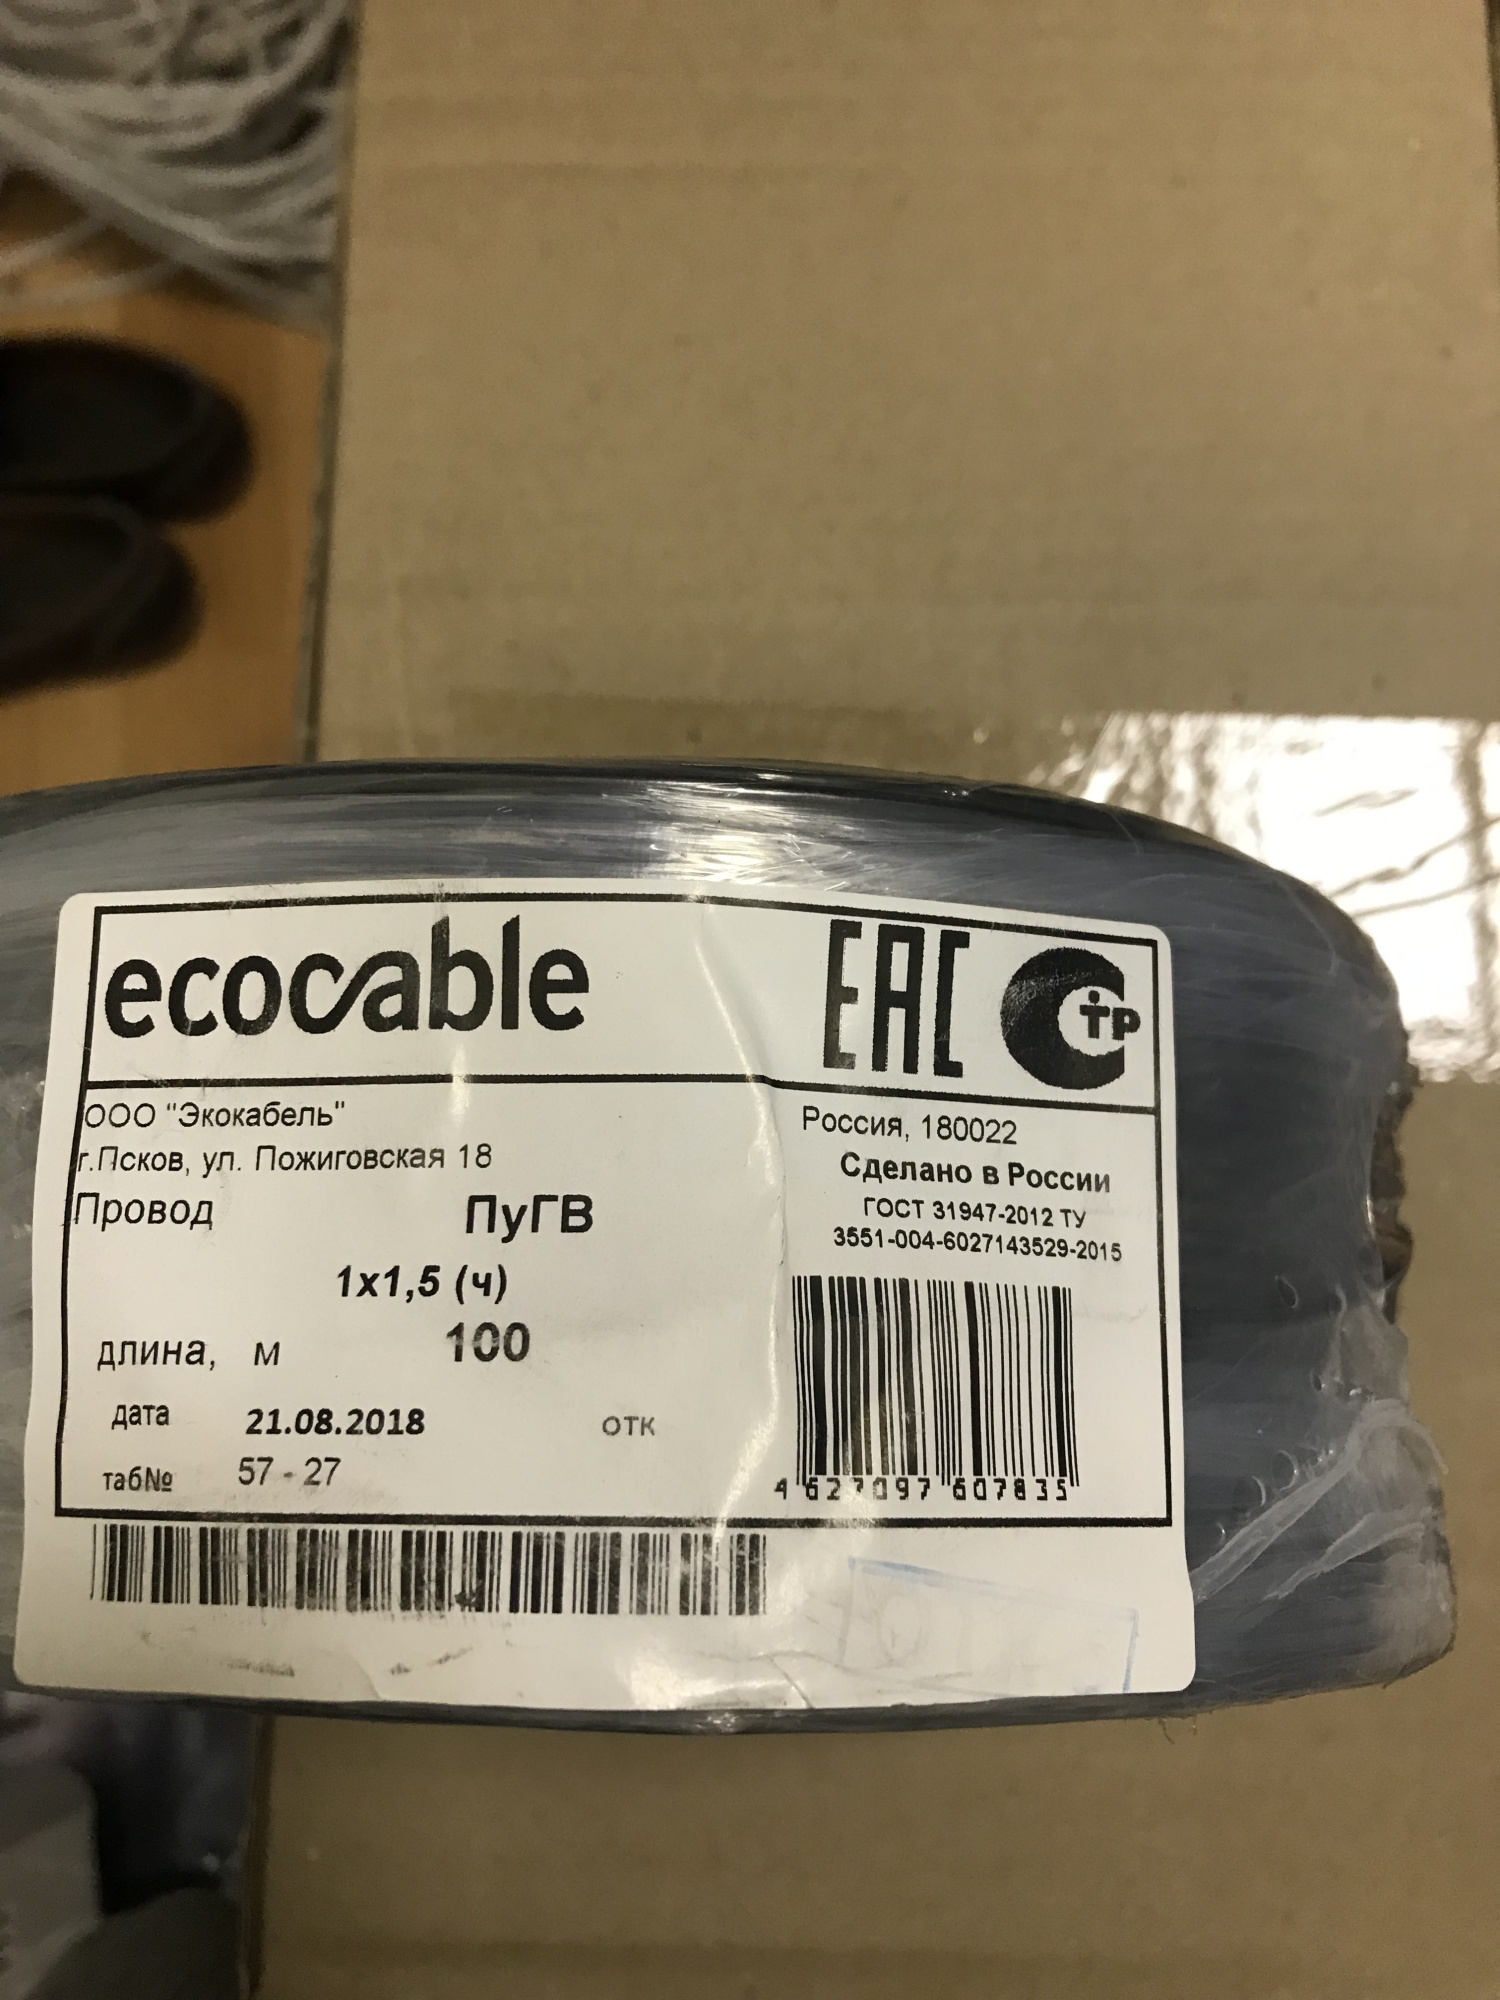 ecocable
EAC
ТР
ООО "Экокабель"
г.Псков, ул. Пожиговская 18
Россия, 180022
Сделано в России
ГОСТ 31947-2012 ТУ
3551-004-6027143529-2015
Провод ПуГВ
1х1,5 (ч)
длина, м 100
дата 21.08.2018 ОТК
таб№ 57 - 27
4 627097 607835